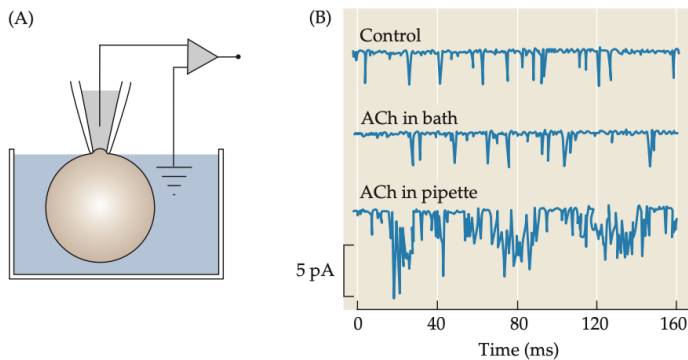 (A)
(B)
Control
ACh in bath
ACh in pipette
5 pA
0 40 80 120 160
Time (ms)